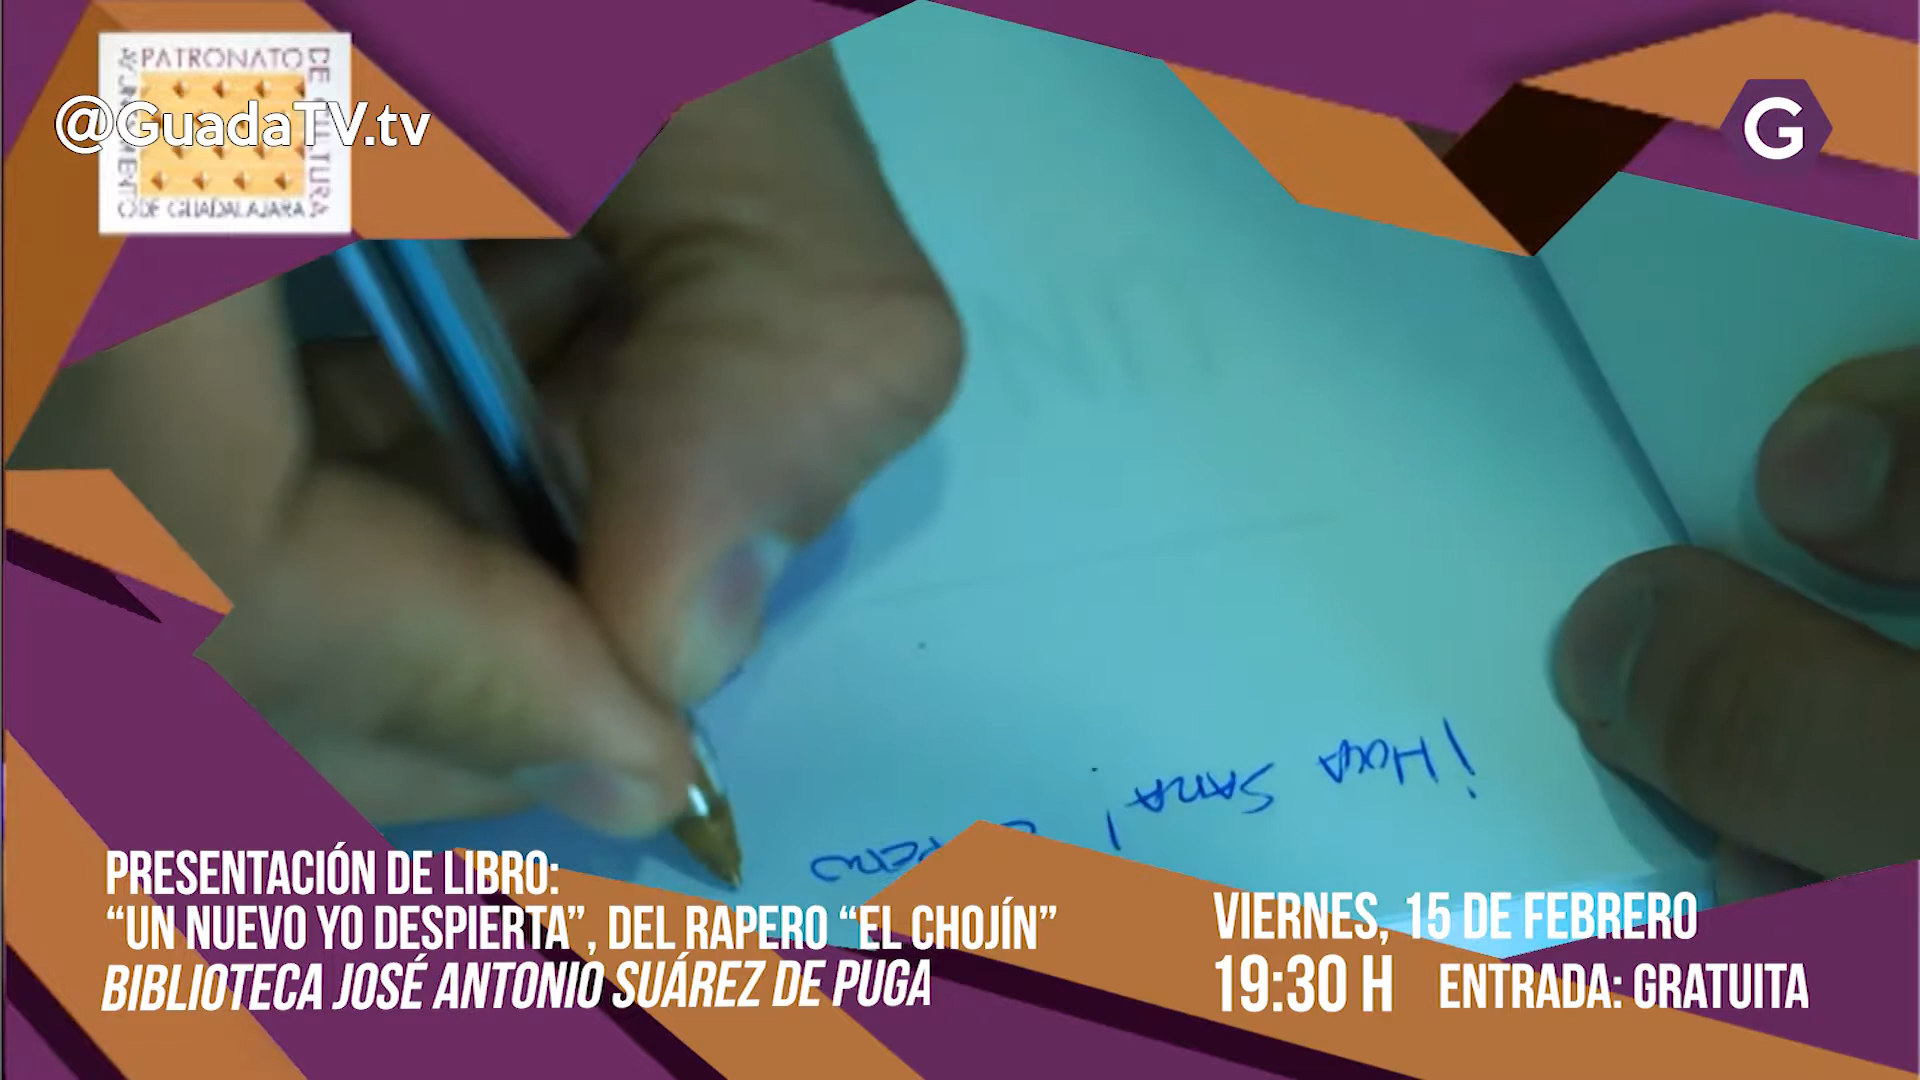 PATRONATO
DE CULTURA
AYUNTAMIENTO
DE GUADALAJARA
@GuadaTV.tv
G
¡HOLA SARA!
PRESENTACIÓN DE LIBRO:
“UN NUEVO YO DESPIERTA”, DEL RAPERO “EL CHOJÍN”
BIBLIOTECA JOSÉ ANTONIO SUÁREZ DE PUGA
VIERNES, 15 DE FEBRERO
19:30 H ENTRADA: GRATUITA